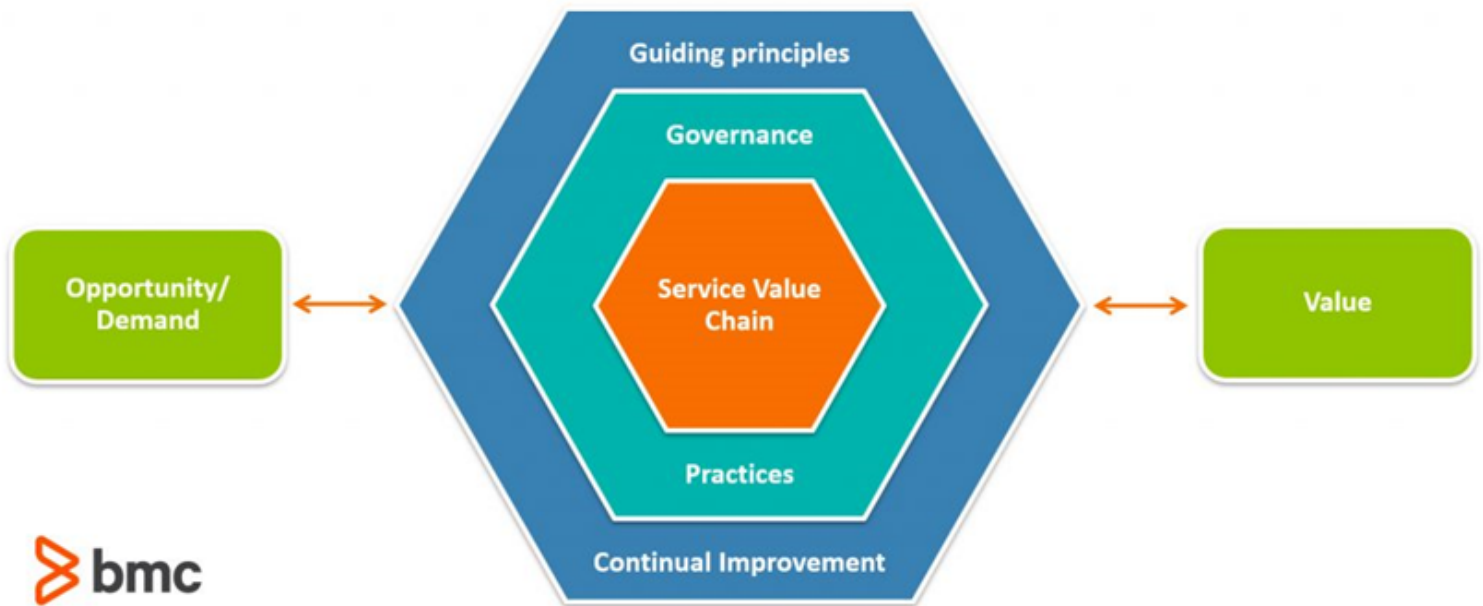 Guiding principles
Governance
Opportunity/
Demand
Service Value
Chain
Value
Practices
Continual Improvement
bmc